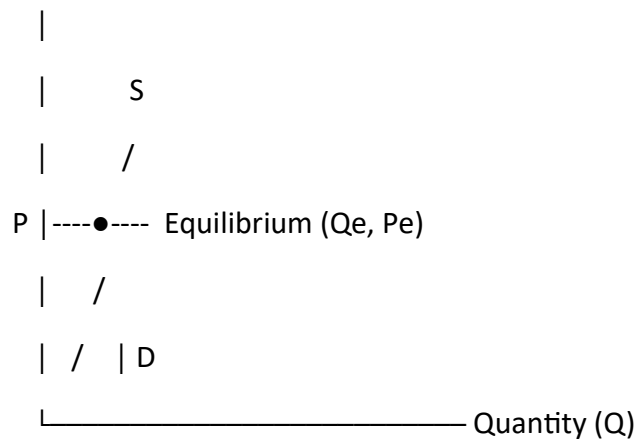 |
| S
| /
P |----●---- Equilibrium (Qe, Pe)
| /
| / | D
└──────────────────── Quantity (Q)